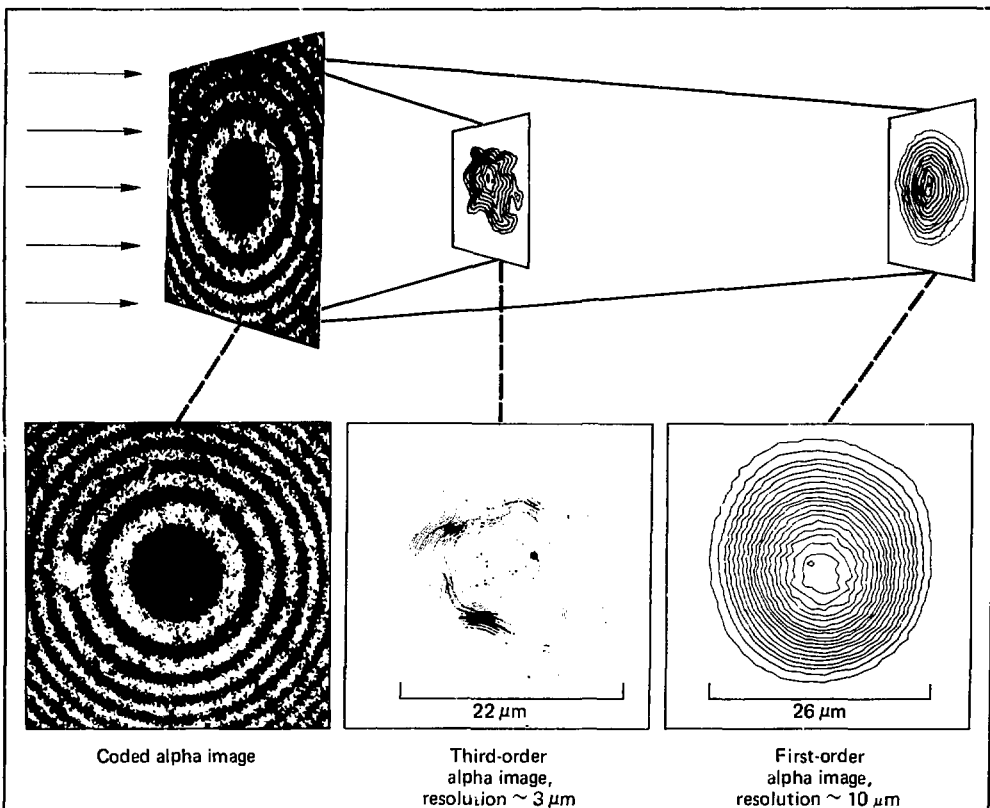 22 μm
26 μm
Coded alpha image
Third-order
alpha image,
resolution ~ 3 μm
First-order
alpha image,
resolution ~ 10 μm